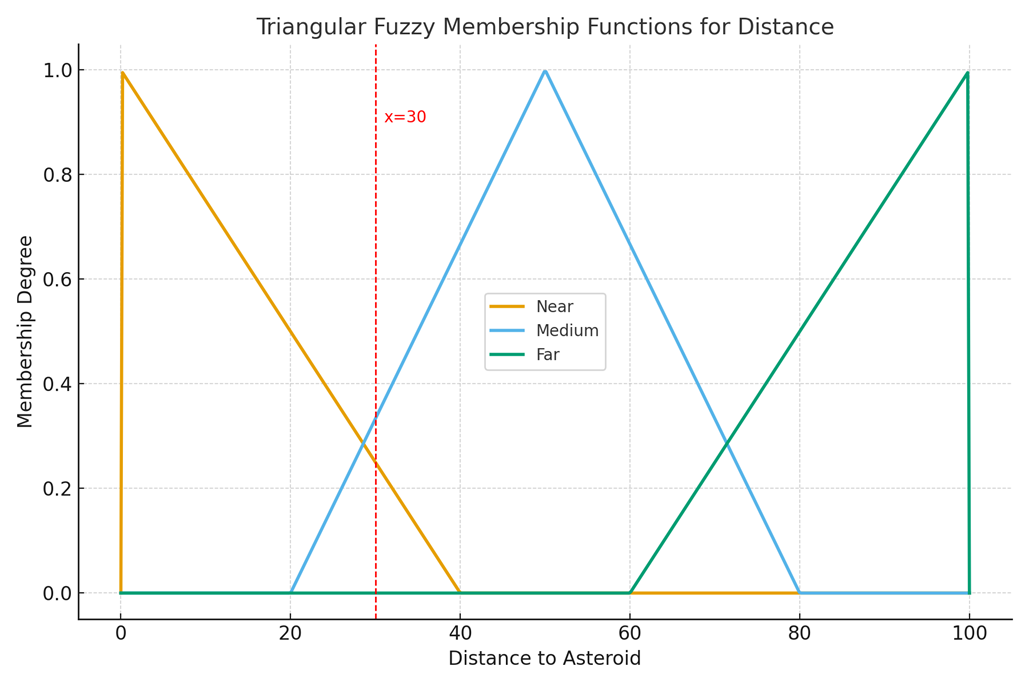 Triangular Fuzzy Membership Functions for Distance
1.0
x=30
0.8
0.6
Near
Medium
Far
0.4
0.2
0.0
Membership Degree
0 20 40 60 80 100
Distance to Asteroid